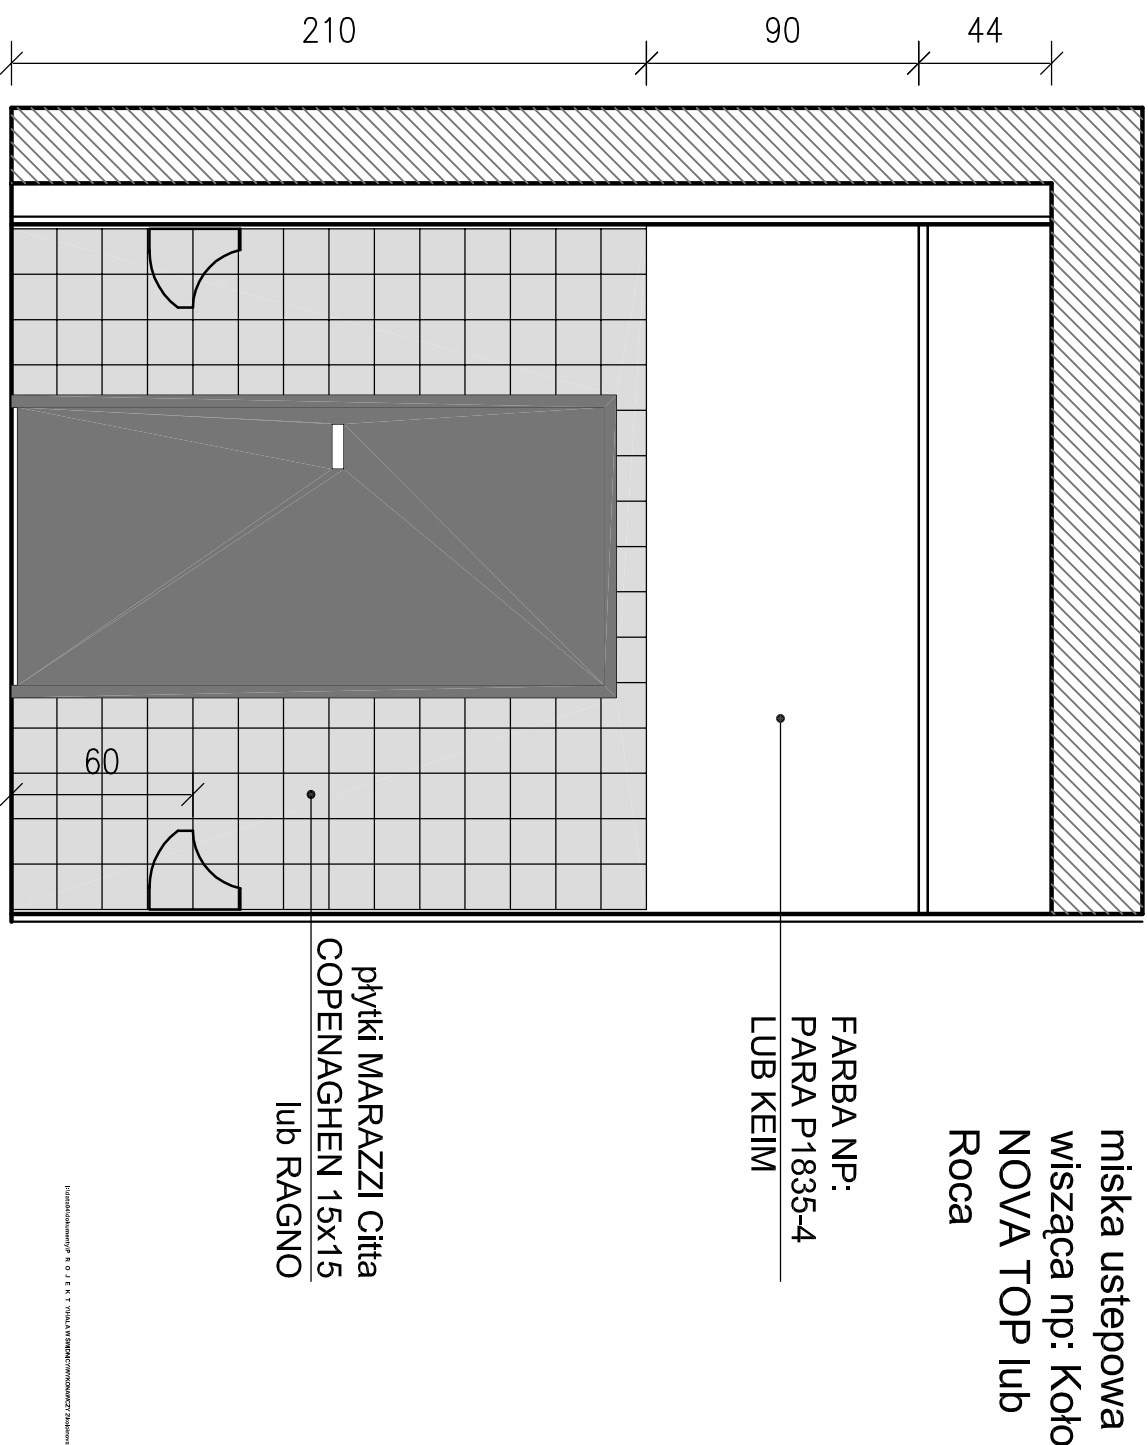 210
90
44
60
miska ustepowa
wisząca np: Koło
NOVA TOP lub
Roca
FARBA NP:
PARA P1835-4
LUB KEIM
płytki MARAZZI Citta
COPENAGHEN 15x15
lub RAGNO